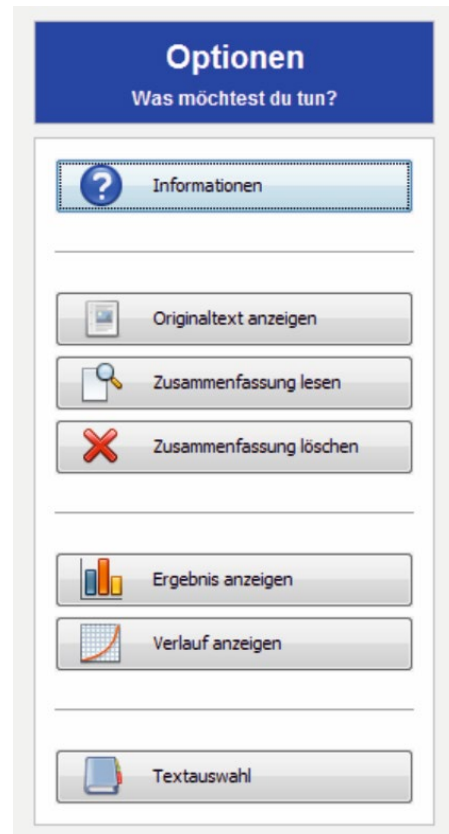 Optionen
Was möchtest du tun?
Informationen
Originaltext anzeigen
Zusammenfassung lesen
Zusammenfassung löschen
Ergebnis anzeigen
Verlauf anzeigen
Textauswahl